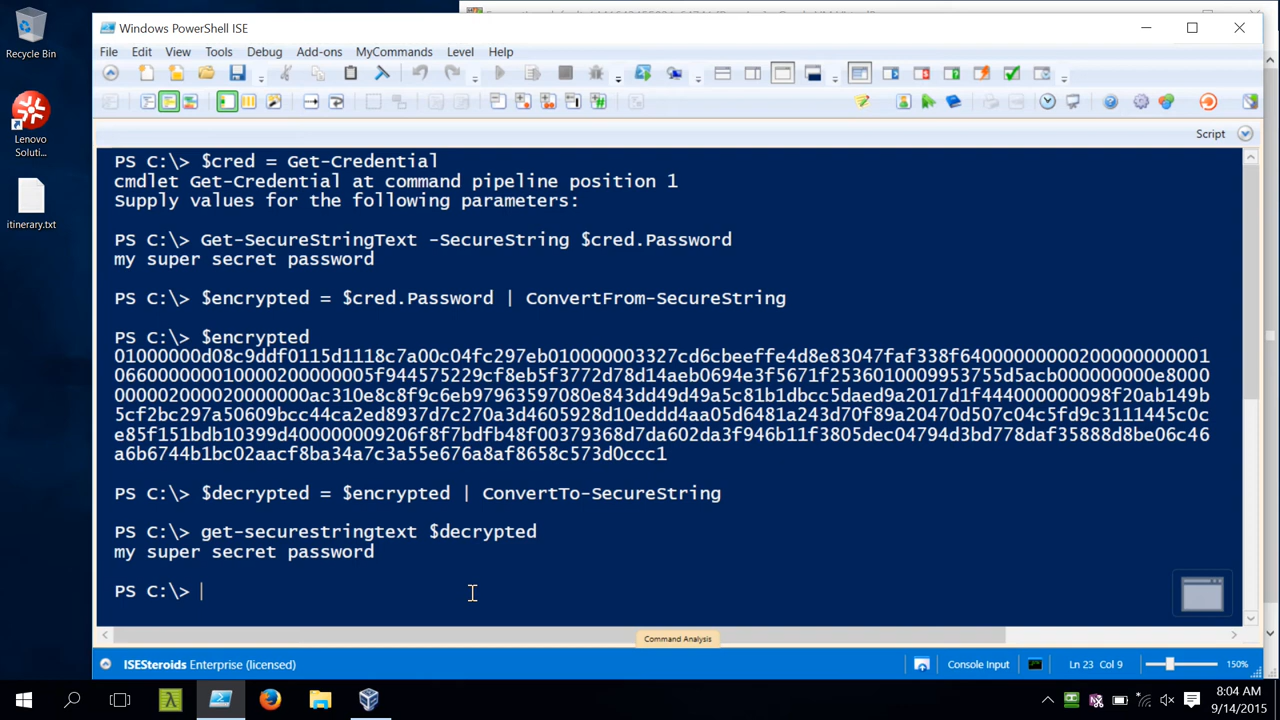 Recycle Bin
Lenovo
Soluti...
itinerary.txt
Windows PowerShell ISE
File Edit View Tools Debug Add-ons MyCommands Level Help
Script
PS C:\> $cred = Get-Credential
cmdlet Get-Credential at command pipeline position 1
Supply values for the following parameters:
PS C:\> Get-SecureStringText -SecureString $cred.Password
my super secret password
PS C:\> $encrypted = $cred.Password | ConvertFrom-SecureString
PS C:\> $encrypted
01000000d08c9ddf0115d1118c7a00c04fc297eb010000003327cd6cbeeffe4d8e83047faf338f6400000000020000000000​1
0660000000100002000000005f944575229cf8eb5f3772d78d14aeb0694e3f5671f2536010009953755d5acb000000000e8000
0000020000200000000ac310e8c8f9c6eb97963597080e843dd49d49a5c81b1dbcc5daed9a2017d1f444000000098f20ab149b
5cf2bc297a50609bcc44ca2ed8937d7c270a3d4605928d10eddd4aa05d6481a243d70f89a20470d507c04c5fd9c3111445c0c
e85f151bdb10399d400000009206f8f7bdfb48f00379368d7da602da3f946b11f3805dec04794d3bd778daf35888d8be06c46
a6b6744b1bc02aacf8ba34a7c3a55e676a8af8658c573d0ccc1
PS C:\> $decrypted = $encrypted | ConvertTo-SecureString
PS C:\> get-securestringtext $decrypted
my super secret password
PS C:\>
Command Analysis
ISESteroids Enterprise (licensed)
Console Input
Ln 23 Col 9
150%
8:04 AM
9/14/2015